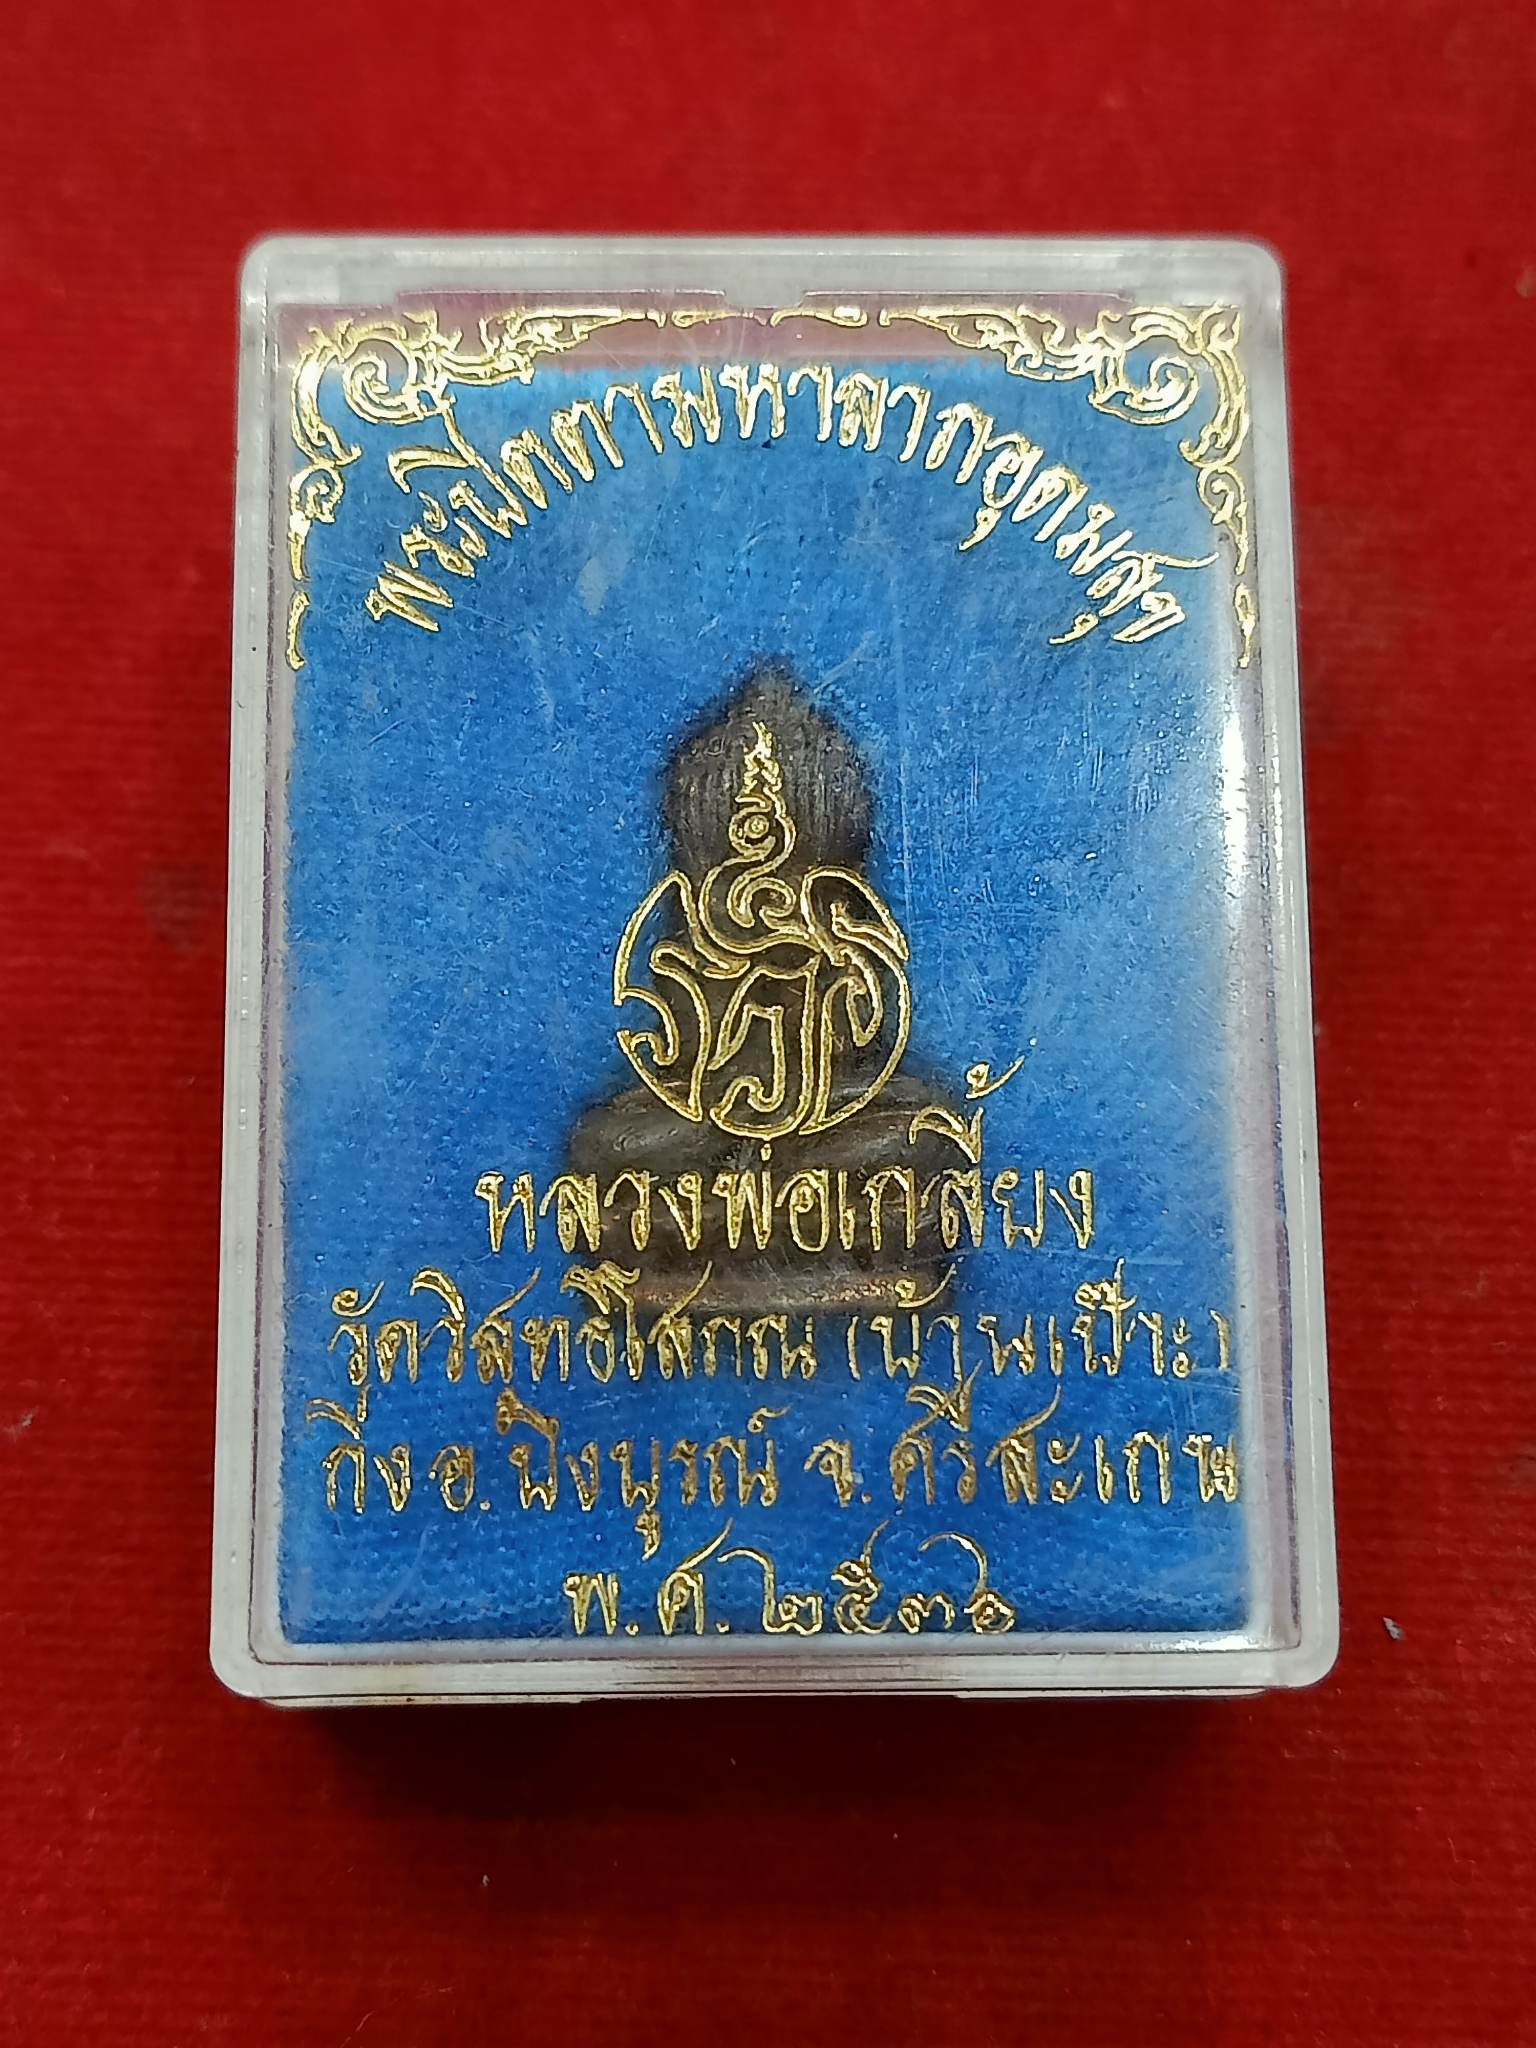 พระปิดตามหาลาภอุดมสุข
หลวงพ่อเกลี้ยง
วัดวิสุทธิโสภณ (บ้านเป๊าะ)
กิ่ง อ. บึงบูรณ์ จ. ศรีสะเกษ
พ.ศ. ๒๕๓๖